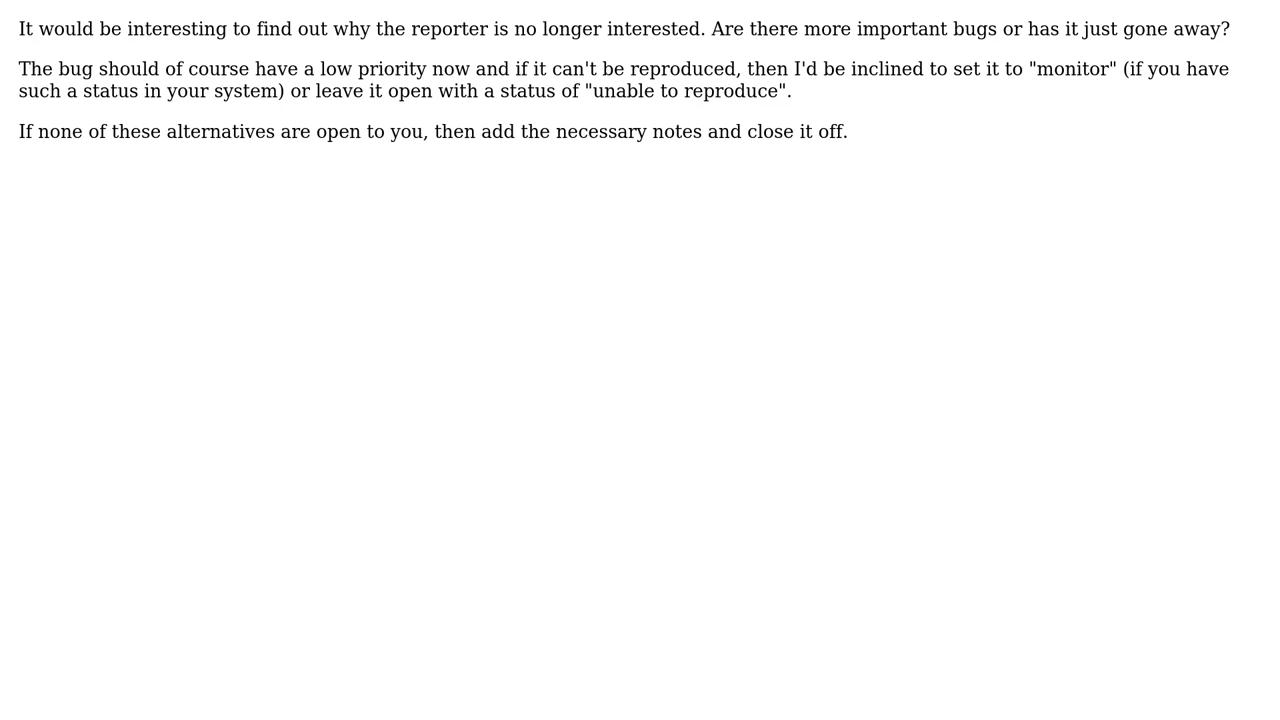 It would be interesting to find out why the reporter is no longer interested. Are there more important bugs or has it just gone away?
The bug should of course have a low priority now and if it can't be reproduced, then I'd be inclined to set it to "monitor" (if you have
such a status in your system) or leave it open with a status of "unable to reproduce".
If none of these alternatives are open to you, then add the necessary notes and close it off.